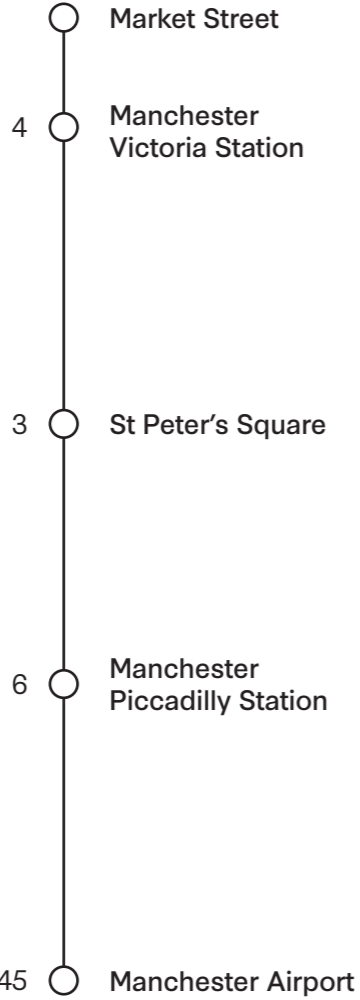 Market Street
4
Manchester
Victoria Station
3
St Peter’s Square
6
Manchester
Piccadilly Station
45
Manchester Airport